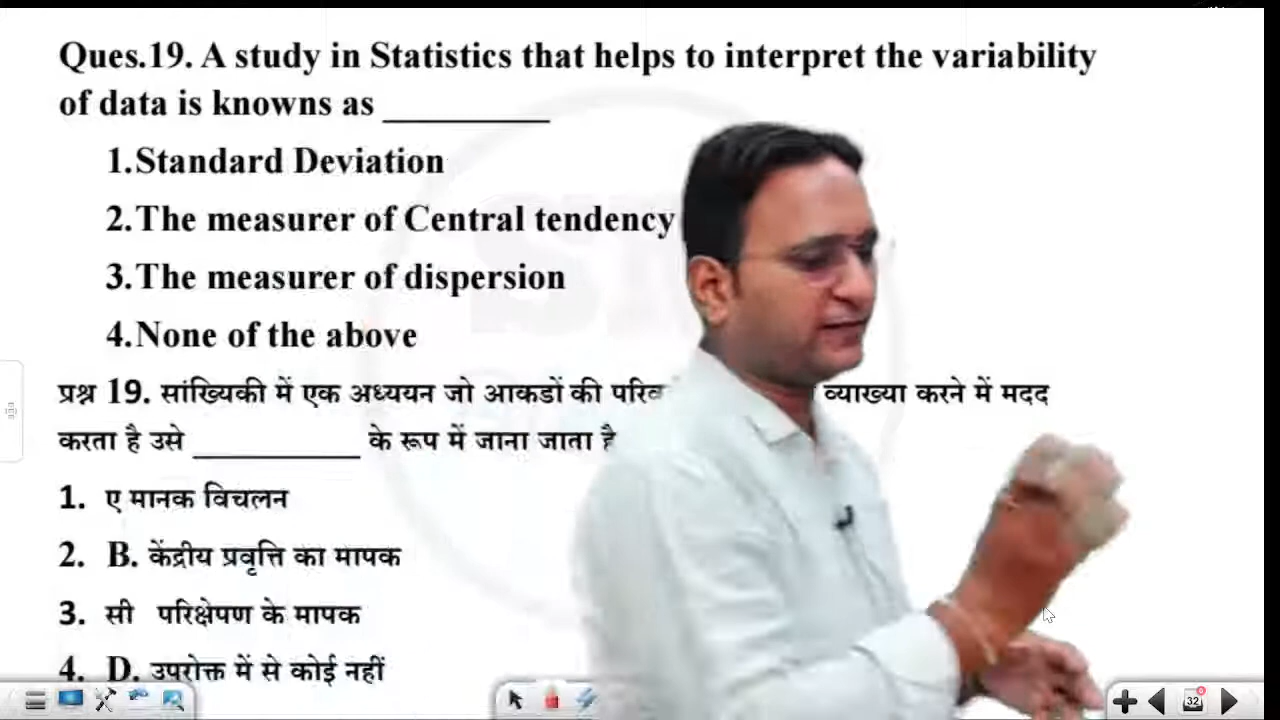 Ques.19. A study in Statistics that helps to interpret the variability
of data is knowns as __________
1.Standard Deviation
2.The measurer of Central tendency
3.The measurer of dispersion
4.None of the above
प्रश्न 19. सांख्यिकी में एक अध्ययन जो आकडों की व्याख्या करने में मदद
करता है उसे __________ के रूप में जाना जाता है
1. ए मानक विचलन
2. B. केंद्रीय प्रवृत्ति का मापक
3. सी परिक्षेपण के मापक
4. D. उपरोक्त में से कोई नहीं
32